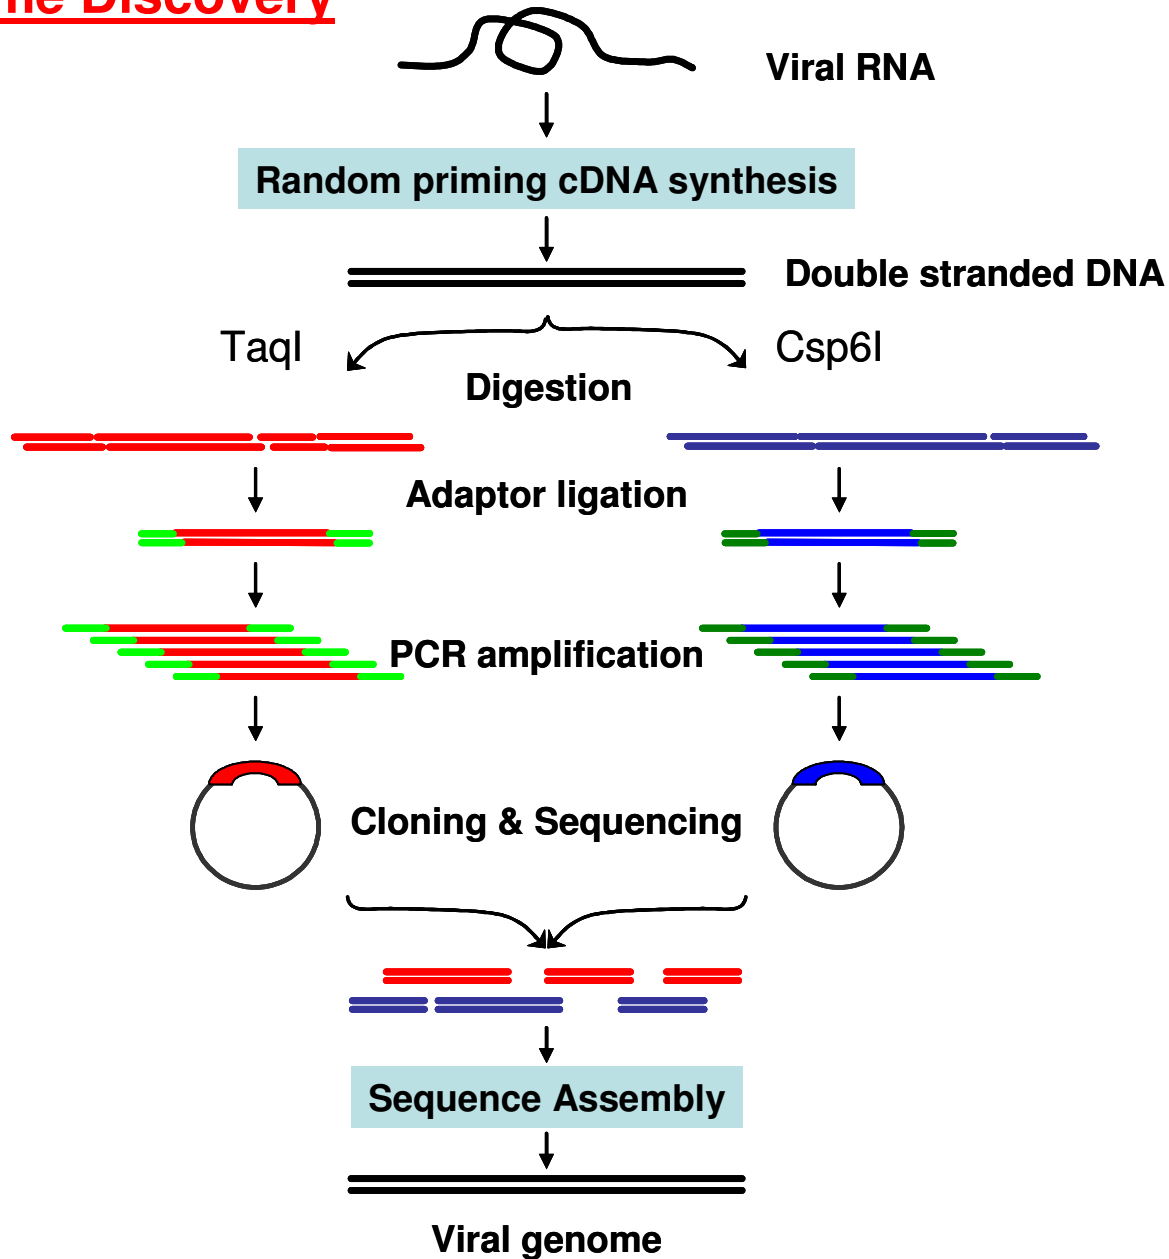 Discovery
Viral RNA
Random priming cDNA synthesis
Double stranded DNA
TaqI
Csp6I
Digestion
Adaptor ligation
PCR amplification
Cloning & Sequencing
Sequence Assembly
Viral genome